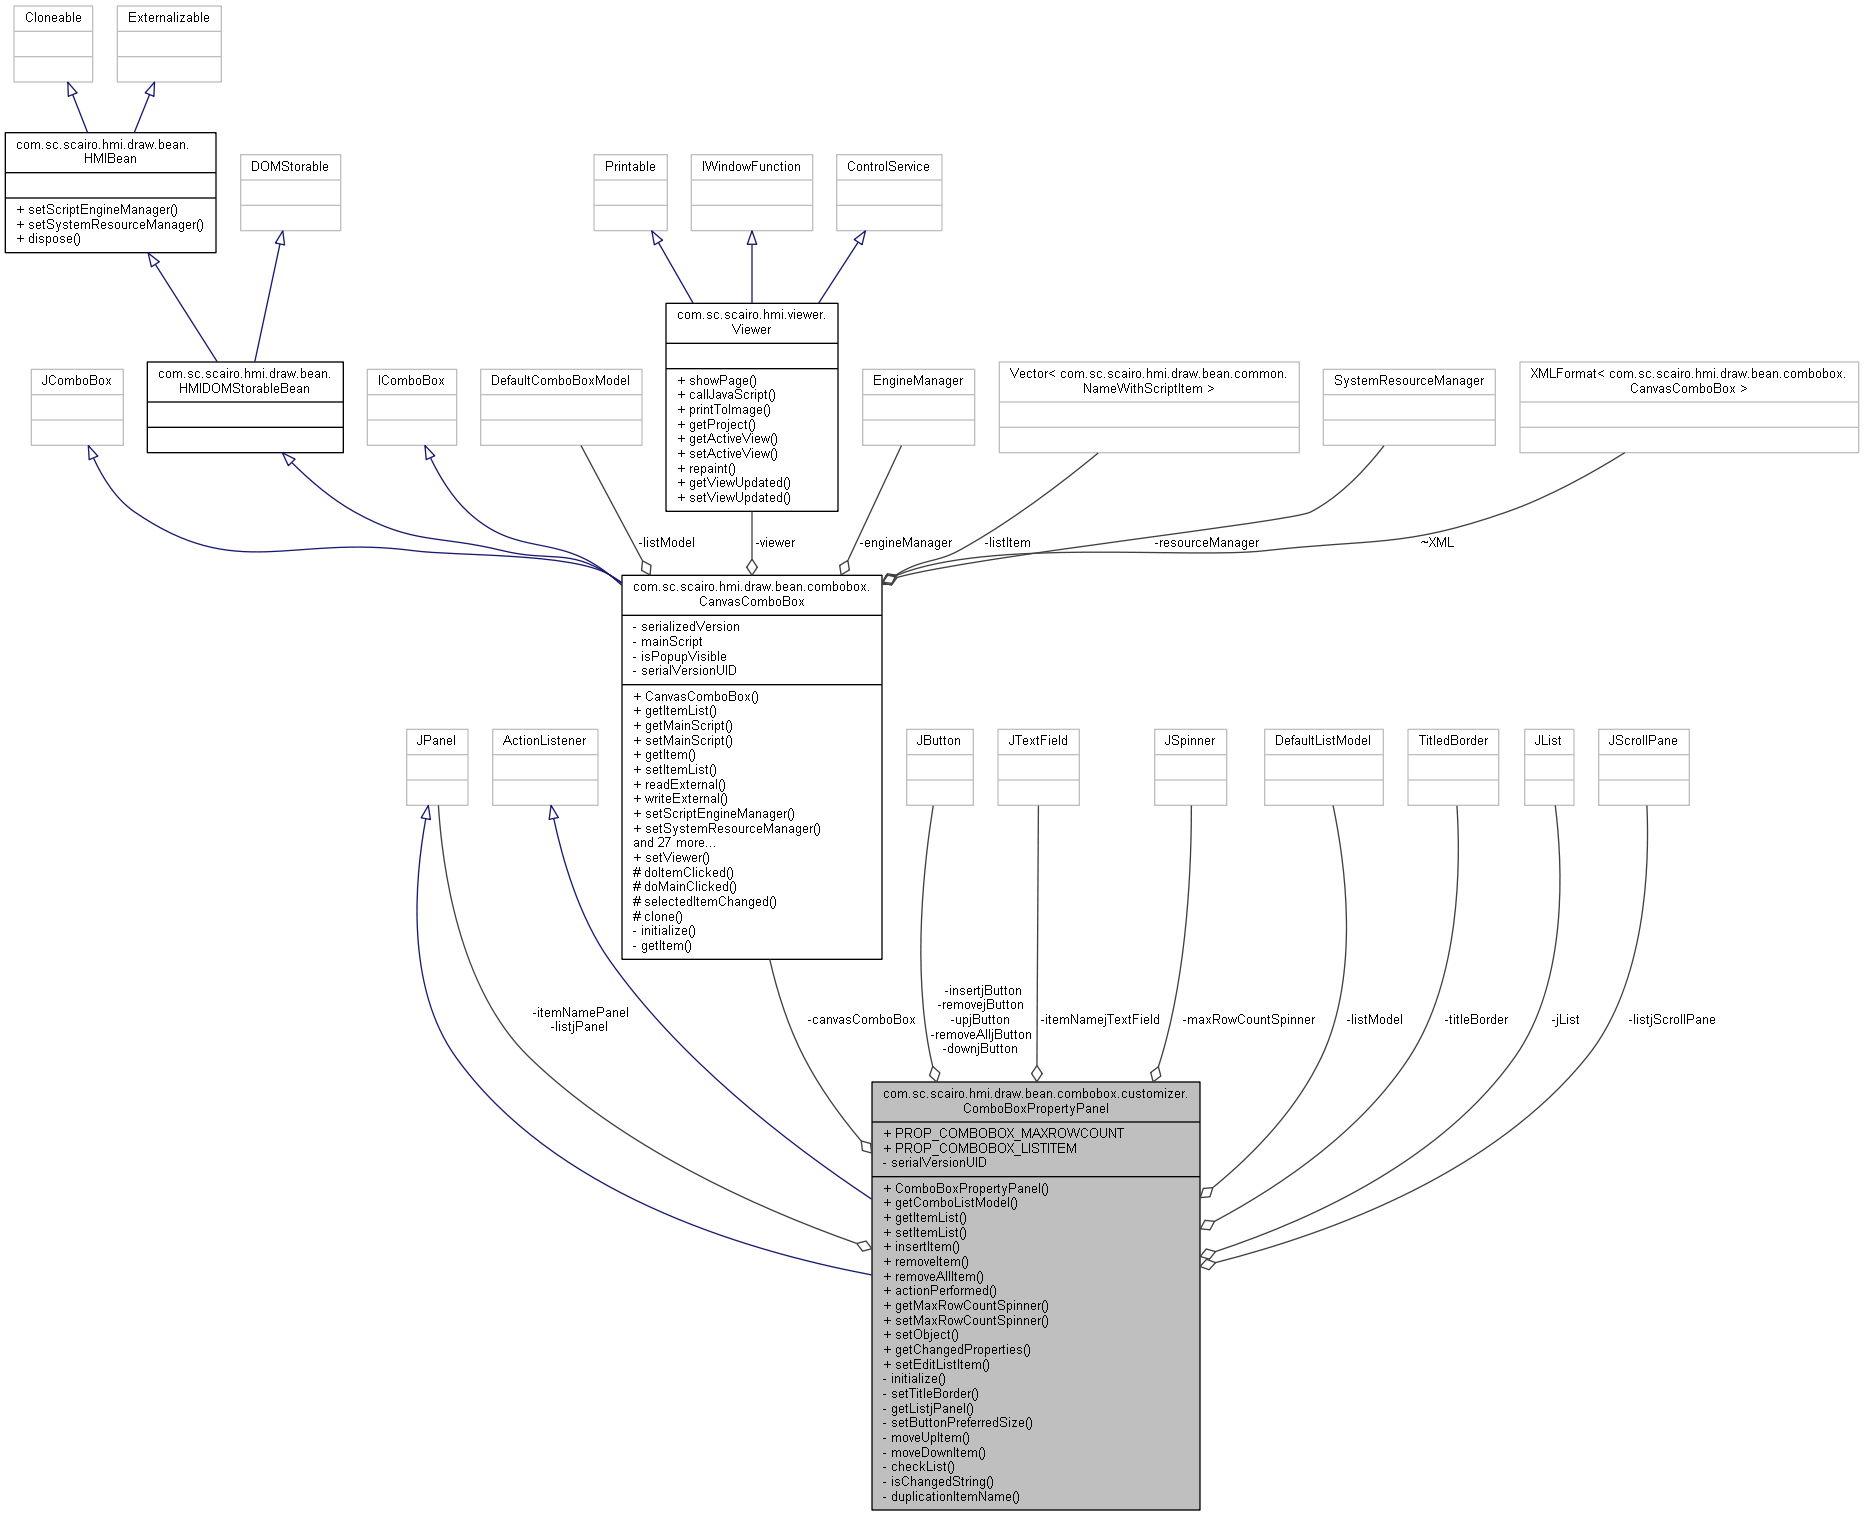 Cloneable
Externalizable
com.sc.scairo.hmi.draw.bean.
HMIBean
+ setScriptEngineManager()
+ setSystemResourceManager()
+ dispose()
DOMStorable
Printable
IWindowFunction
ControlService
com.sc.scairo.hmi.viewer.
Viewer
+ showPage()
+ callJavaScript()
+ printToImage()
+ getProject()
+ getActiveView()
+ setActiveView()
+ repaint()
+ getViewUpdated()
+ setViewUpdated()
JComboBox
com.sc.scairo.hmi.draw.bean.
HMIDOMStorableBean
IComboBox
DefaultComboBoxModel
EngineManager
Vector< com.sc.scairo.hmi.draw.bean.common.
NameWithScriptItem >
SystemResourceManager
XMLFormat< com.sc.scairo.hmi.draw.bean.combobox.
CanvasComboBox >
-listModel
-viewer
-engineManager
-listItem
-resourceManager
~XML
com.sc.scairo.hmi.draw.bean.combobox.
CanvasComboBox
- serializedVersion
- mainScript
- isPopupVisible
- serialVersionUID
+ CanvasComboBox()
+ getItemList()
+ getMainScript()
+ setMainScript()
+ getItem()
+ setItemList()
+ readExternal()
+ writeExternal()
+ setScriptEngineManager()
+ setSystemResourceManager()
and 27 more...
+ setViewer()
# doItemClicked()
# doMainClicked()
# selectedItemChanged()
# clone()
- initialize()
- getItem()
JPanel
ActionListener
JButton
JTextField
JSpinner
DefaultListModel
TitledBorder
JList
JScrollPane
-itemNamePanel
-listjPanel
-canvasComboBox
-insertjButton
-removejButton
-upjButton
-removeAlljButton
-downjButton
-itemNamejTextField
-maxRowCountSpinner
-listModel
-titleBorder
-jList
-listjScrollPane
com.sc.scairo.hmi.draw.bean.combobox.customizer.
ComboBoxPropertyPanel
+ PROP_COMBOBOX_MAXROWCOUNT
+ PROP_COMBOBOX_LISTITEM
- serialVersionUID
+ ComboBoxPropertyPanel()
+ getComboListModel()
+ getItemList()
+ setItemList()
+ insertItem()
+ removeItem()
+ removeAllItem()
+ actionPerformed()
+ getMaxRowCountSpinner()
+ setMaxRowCountSpinner()
+ setObject()
+ getChangedProperties()
+ setEditListItem()
- initialize()
- setTitleBorder()
- getListjPanel()
- setButtonPreferredSize()
- moveUpItem()
- moveDownItem()
- checkList()
- isChangedString()
- duplicationItemName()